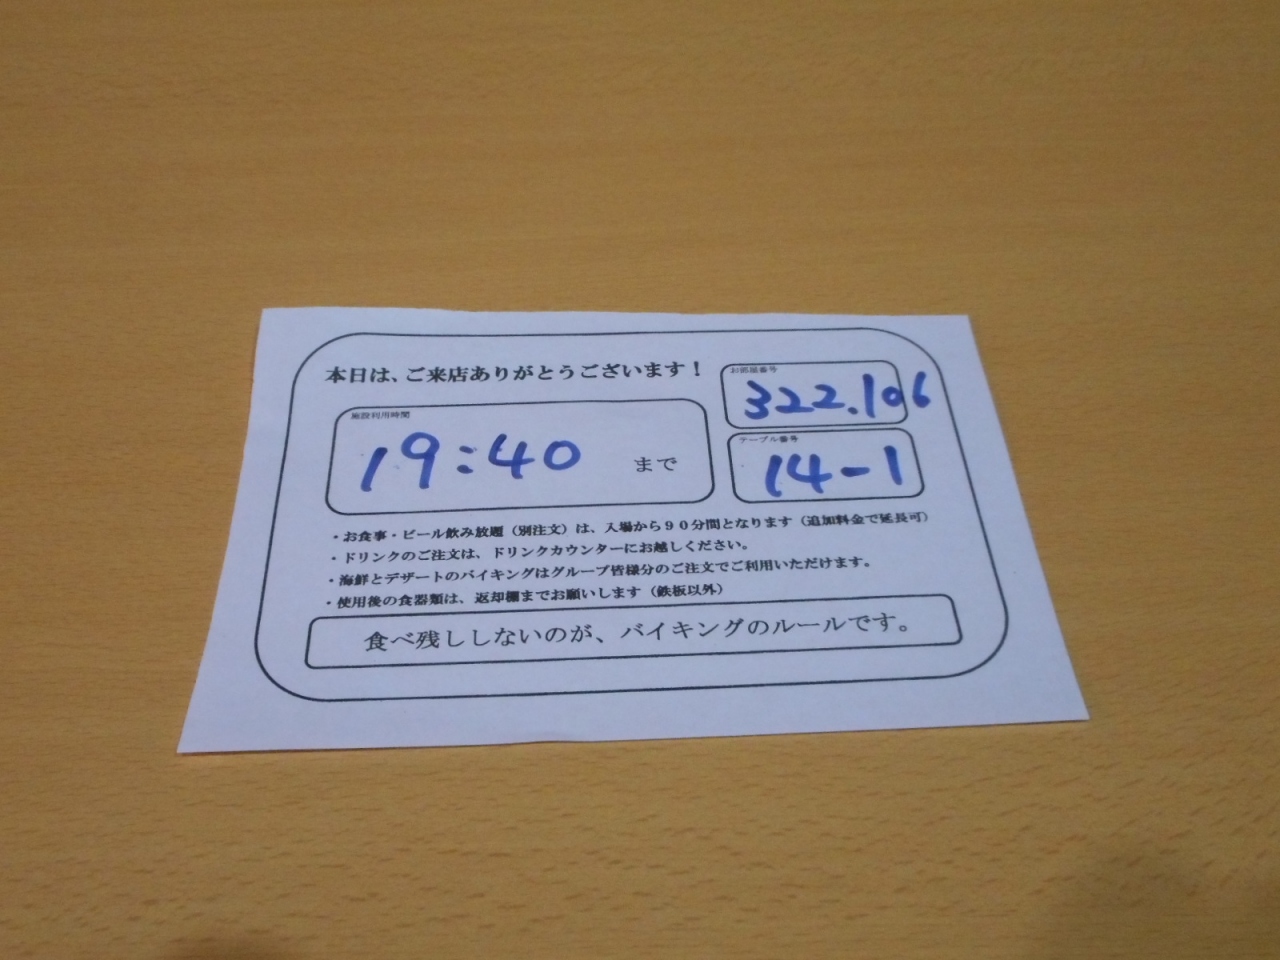 本日は、ご来店ありがとうございます！
お部屋番号
322.106
施設利用時間
19:40 まで
テーブル番号
14-1
・お食事・ビール飲み放題（別注文）は、入場から９０分間となります（追加料金で延長可）
・ドリンクのご注文は、ドリンクカウンターにお越しください。
・海鮮とデザートのバイキングはグループ皆様分のご注文でご利用いただけます。
・使用後の食器類は、返却棚までお願いします（鉄板以外）
食べ残ししないのが、バイキングのルールです。